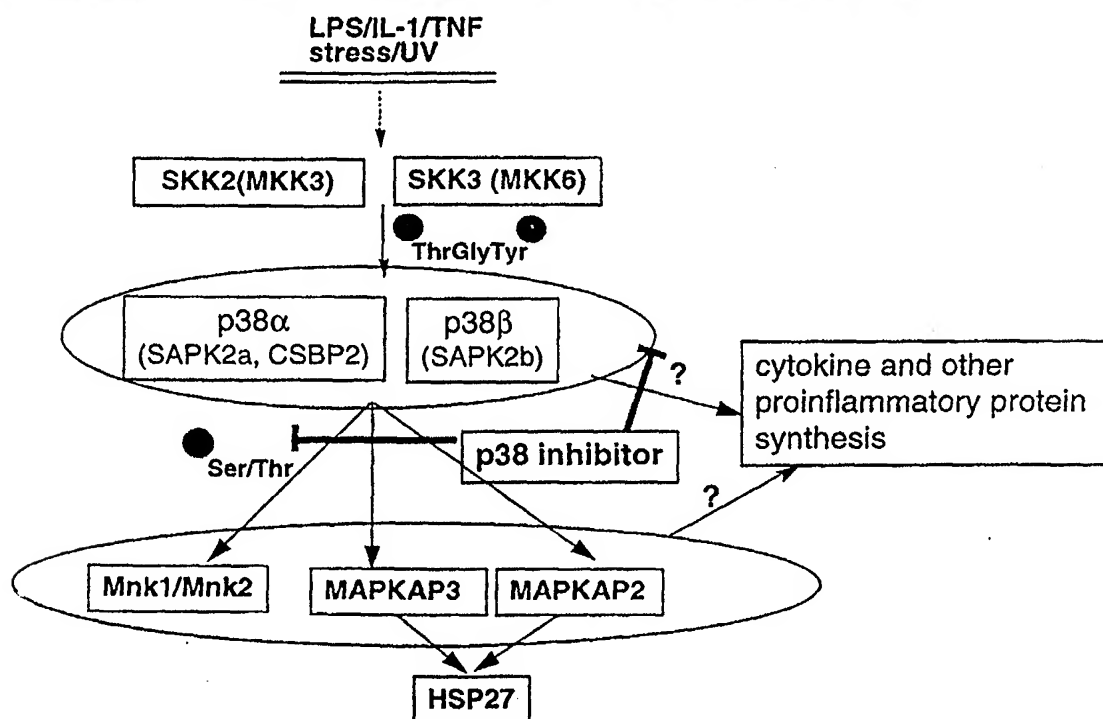 LPS/IL-1/TNF
stress/UV
SKK2(MKK3)
SKK3 (MKK6)
ThrGlyTyr
p38α
(SAPK2a, CSBP2)
p38β
(SAPK2b)
?
cytokine and other
proinflammatory protein
synthesis
Ser/Thr
p38 inhibitor
?
Mnk1/Mnk2
MAPKAP3
MAPKAP2
HSP27